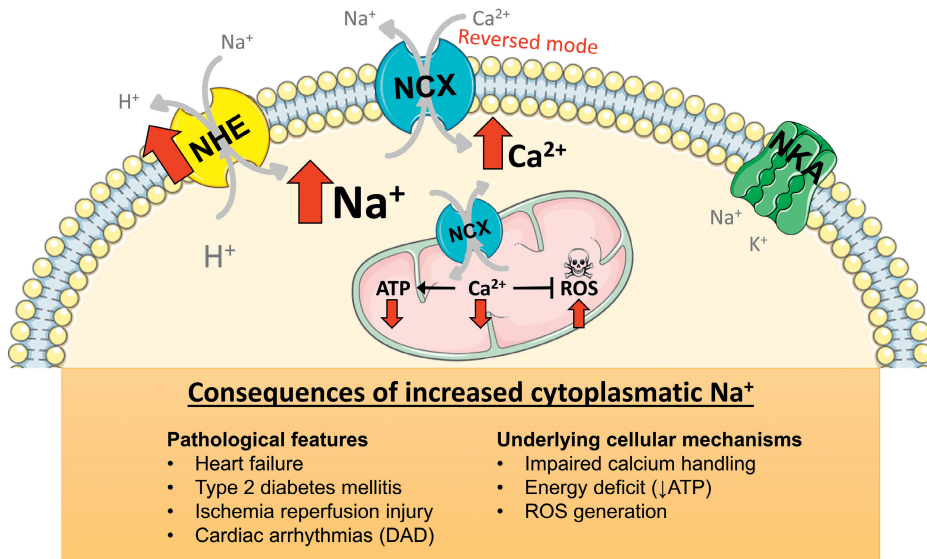 Na⁺
Ca²⁺
Reversed mode
NCX
Na⁺
H⁺
NHE
Na⁺
Ca²⁺
H⁺
NKA
Na⁺
K⁺
NCX
ATP
Ca²⁺
ROS
Consequences of increased cytoplasmatic Na⁺
Pathological features
• Heart failure
• Type 2 diabetes mellitis
• Ischemia reperfusion injury
• Cardiac arrhythmias (DAD)
Underlying cellular mechanisms
• Impaired calcium handling
• Energy deficit (↓ATP)
• ROS generation